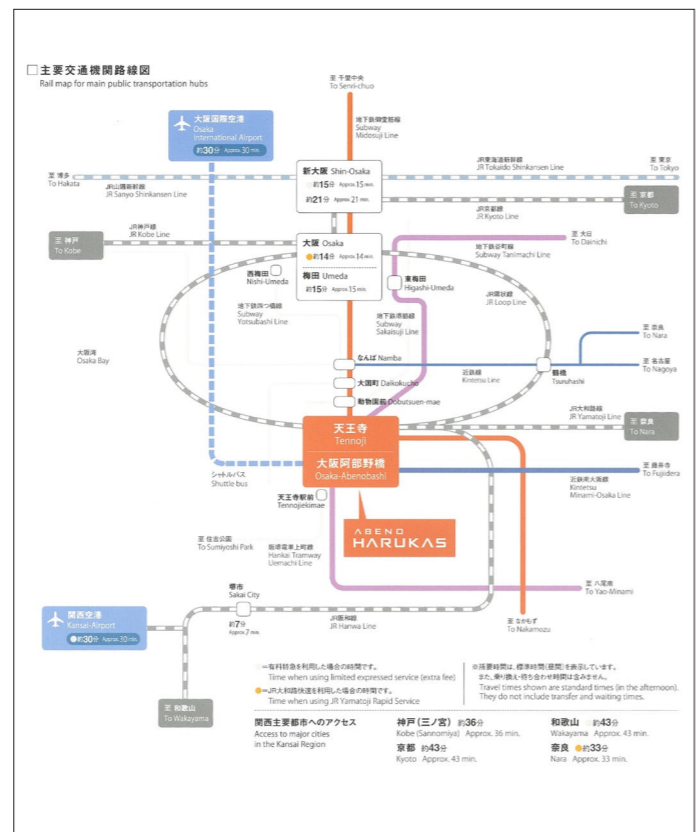 □主要交通機関路線図
Rail map for main public transportation hubs
至 千里中央
To Senri-chuo
大阪国際空港
Osaka
International Airport
約30分 Approx.30 min.
地下鉄御堂筋線
Subway
Midosuji Line
新大阪 Shin-Osaka
約15分 Approx.15 min.
約21分 Approx. 21 min.
JR東海道新幹線
JR Tokaido Shinkansen Line
至 東京
To Tokyo
至 博多
To Hakata
JR山陽新幹線
JR Sanyo Shinkansen Line
至 京都
To Kyoto
JR京都線
JR Kyoto Line
至 神戸
To Kobe
JR神戸線
JR Kobe Line
大阪 Osaka
約14分 Approx.14 min.
梅田 Umeda
約15分 Approx.15 min.
至 大日
To Dainichi
地下鉄谷町線
Subway Tanimachi Line
西梅田
Nishi-Umeda
東梅田
Higashi-Umeda
JR環状線
JR Loop Line
地下鉄四つ橋線
Subway
Yotsubashi Line
地下鉄堺筋線
Subway
Sakaisuji Line
至 奈良
To Nara
大阪湾
Osaka Bay
なんば Namba
近鉄線
Kintetsu Line
鶴橋
Tsuruhashi
至 名古屋
To Nagoya
大国町 Daikokucho
動物園前 Dobutsuen-mae
JR大和路線
JR Yamatoji Line
至 奈良
To Nara
天王寺
Tennoji
大阪阿部野橋
Osaka-Abenobashi
シャトルバス
Shuttle bus
近鉄南大阪線
Kintetsu
Minami-Osaka Line
至 藤井寺
To Fujiidera
天王寺駅前
Tennojiekimae
ABENO
HARUKAS
至 住吉公園
To Sumiyoshi Park
阪堺電車上町線
Hankai Tramway
Uemachi Line
至 八尾南
To Yao-Minami
堺市
Sakai City
約7分
Approx.7 min.
JR阪和線
JR Hanwa Line
至 なかもず
To Nakamozu
関西空港
Kansai-Airport
約30分 Approx.30 min.
至 和歌山
To Wakayama
=有料特急を利用した場合の時間です。
Time when using limited expressed service (extra fee)
=JR大和路快速を利用した場合の時間です。
Time when using JR Yamatoji Rapid Service
※所要時間は、標準時間(昼間)を表示しています。
また、乗り換え・待ち合わせ時間は含みません。
Travel times shown are standard times (in the afternoon).
They do not include transfer and waiting times.
関西主要都市へのアクセス
Access to major cities
in the Kansai Region
神戸(三ノ宮) 約36分
Kobe (Sannomiya) Approx. 36 min.
京都 約43分
Kyoto Approx. 43 min.
和歌山 約43分
Wakayama Approx. 43 min.
奈良 約33分
Nara Approx. 33 min.